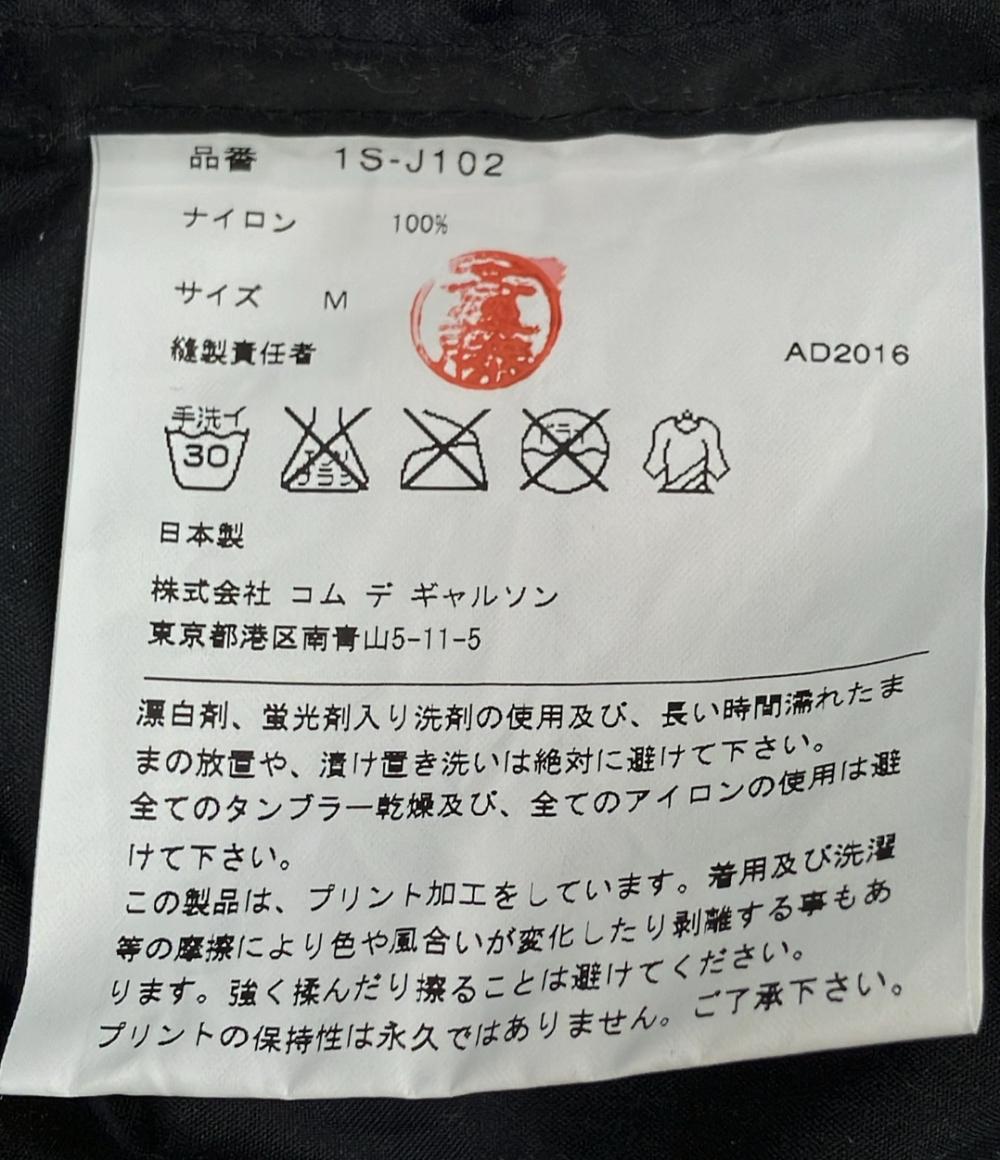 品番 1S-J102
ナイロン 100%
サイズ M
縫製責任者
AD2016
手洗イ
30
エンソ
サラシ
ドライ
日本製
株式会社 コム デ ギャルソン
東京都港区南青山5-11-5
漂白剤、蛍光剤入り洗剤の使用及び、長い時間濡れたま
まの放置や、漬け置き洗いは絶対に避けて下さい。
全てのタンブラー乾燥及び、全てのアイロンの使用は避
けて下さい。
この製品は、プリント加工をしています。着用及び洗濯
等の摩擦により色や風合いが変化したり剥離する事もあ
ります。強く揉んだり擦ることは避けてください。
プリントの保持性は永久ではありません。ご了承下さい。